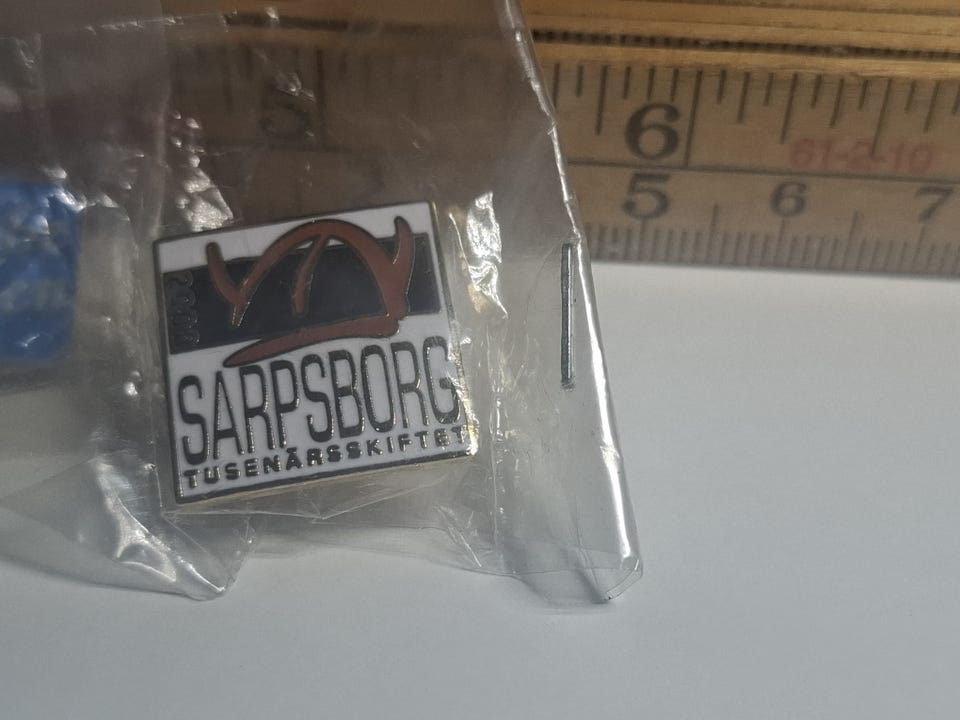 5
6
61-2-10
5 6 7
2000
SARPSBORG
TUSENÅRSSKIFTET